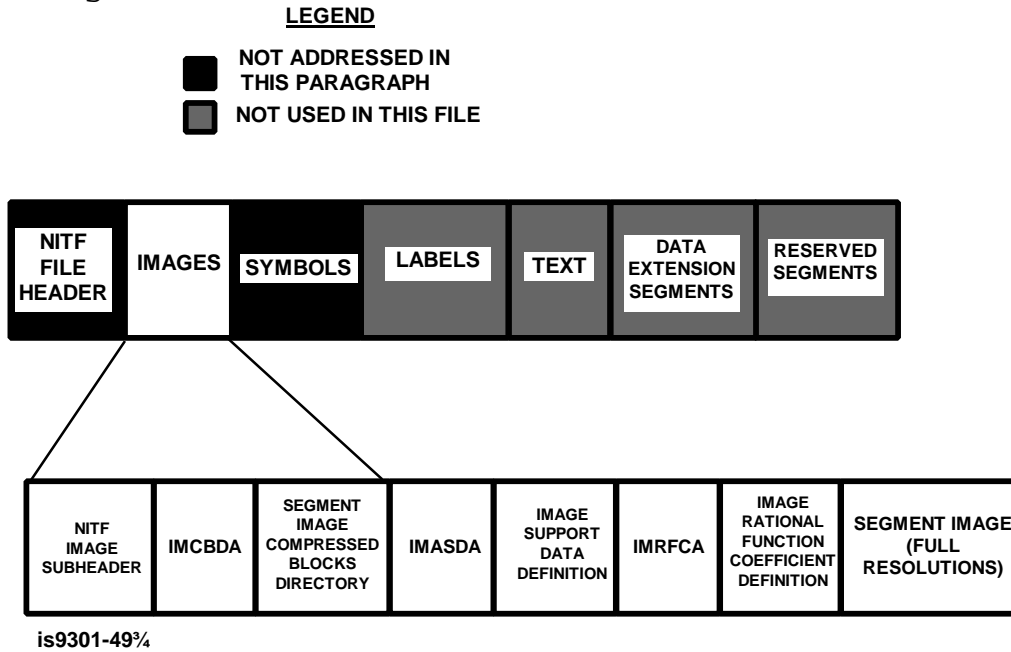 LEGEND
NOT ADDRESSED IN
THIS PARAGRAPH
NOT USED IN THIS FILE
NITF
FILE
HEADER
IMAGES
SYMBOLS
LABELS
TEXT
DATA
EXTENSION
SEGMENTS
RESERVED
SEGMENTS
NITF
IMAGE
SUBHEADER
IMCBDA
SEGMENT
IMAGE
COMPRESSED
BLOCKS
DIRECTORY
IMASDA
IMAGE
SUPPORT
DATA
DEFINITION
IMRFCA
IMAGE
RATIONAL
FUNCTION
COEFFICIENT
DEFINITION
SEGMENT IMAGE
(FULL
RESOLUTIONS)
is9301-49¾